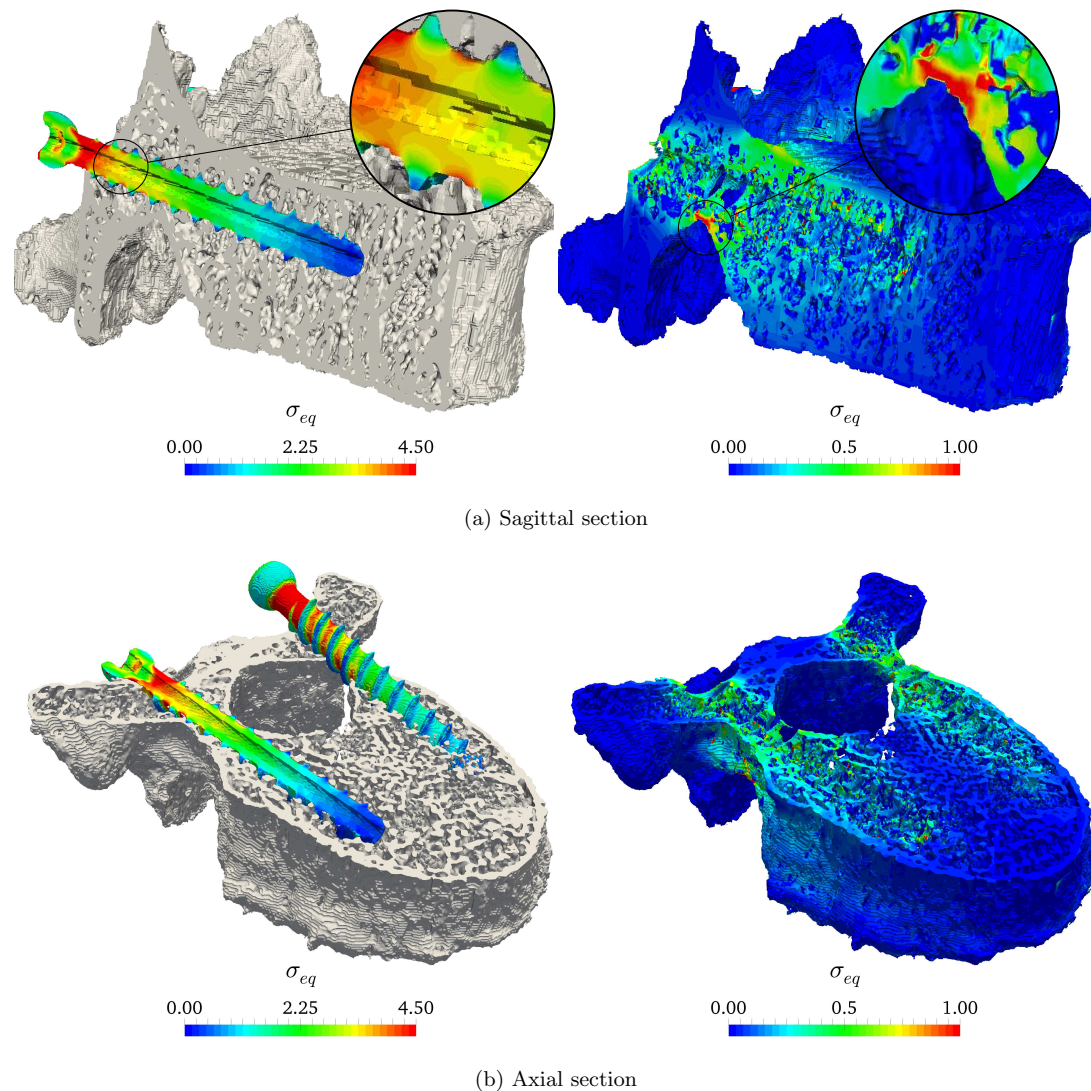 σ_eq σ_eq
0.00 2.25 4.50 0.00 0.5 1.00
(a) Sagittal section
σ_eq σ_eq
0.00 2.25 4.50 0.00 0.5 1.00
(b) Axial section